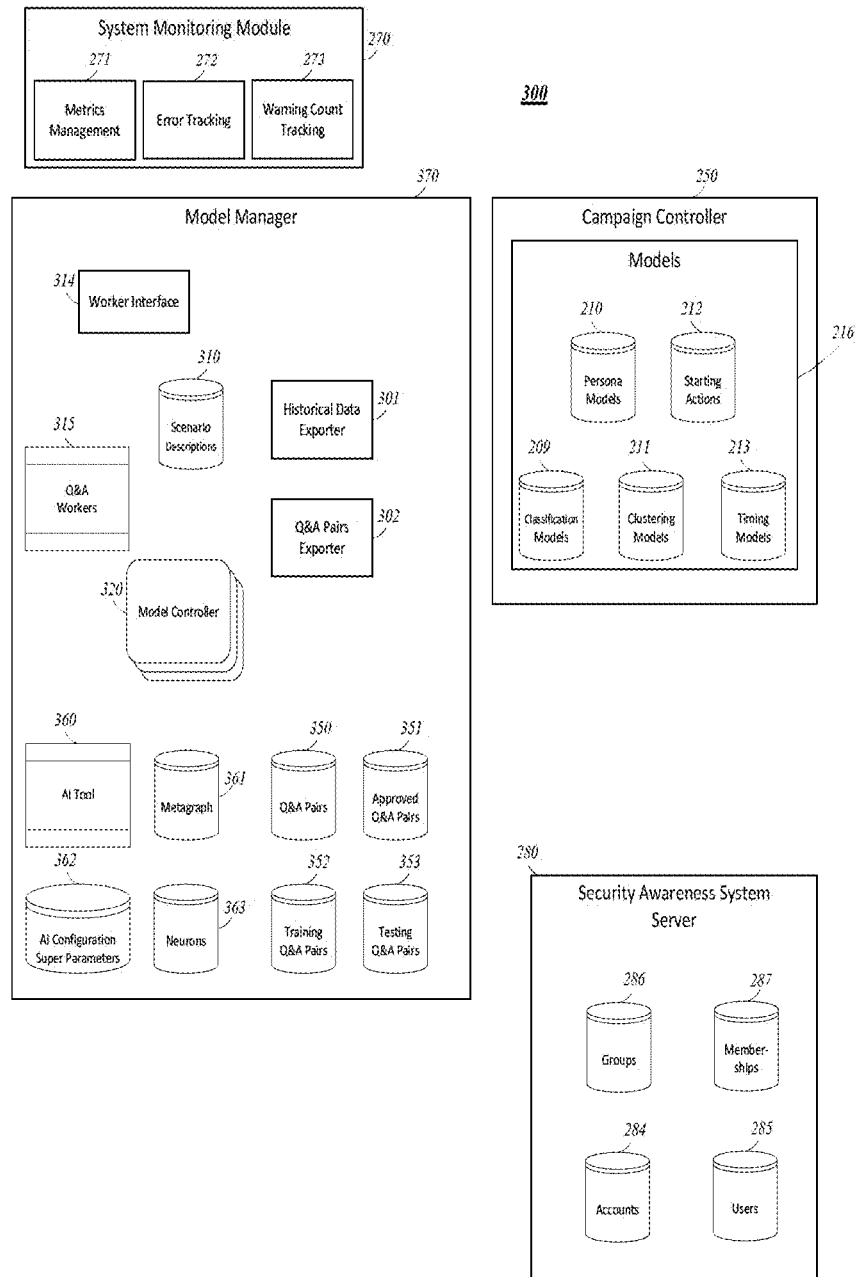 System Monitoring Module
270
271
272
273
Metrics
Management
Error Tracking
Warning Count
Tracking
300
370
Model Manager
314
Worker Interface
310
Scenario
Descriptions
301
Historical Data
Exporter
315
Q&A
Workers
302
Q&A Pairs
Exporter
320
Model Controller
360
AI Tool
361
Metagraph
350
Q&A Pairs
351
Approved
Q&A Pairs
362
AI Configuration
Super Parameters
363
Neurons
352
Training
Q&A Pairs
353
Testing
Q&A Pairs
250
Campaign Controller
Models
216
210
Persona
Models
212
Starting
Actions
209
Classification
Models
211
Clustering
Models
213
Timing
Models
280
Security Awareness System
Server
286
Groups
287
Member-
ships
284
Accounts
285
Users